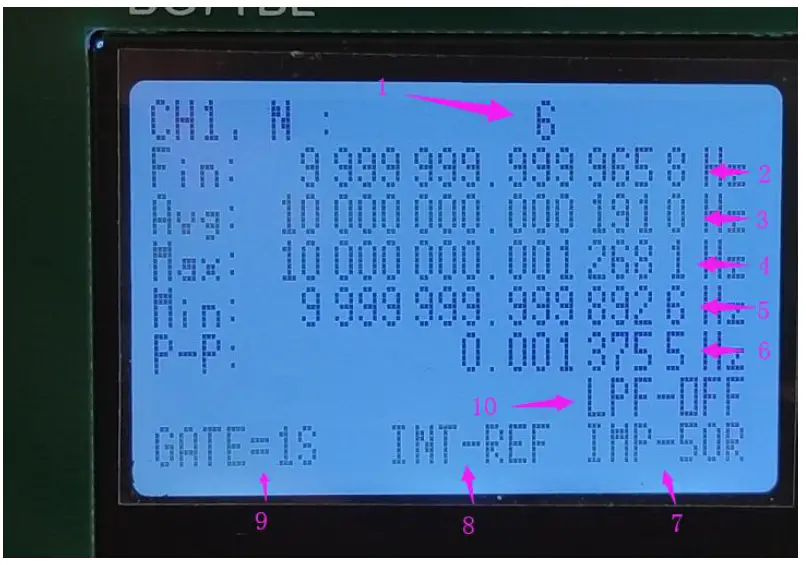 CH1, N : 6
Fin: 9 999 999. 999 965 8 Hz
Avg: 10 000 000. 000 191 0 Hz
Max: 10 000 000. 001 268 1 Hz
Min: 9 999 999. 999 892 6 Hz
P-P: 0. 001 375 5 Hz
LPF-OFF
GATE=1S INT-REF IMP-50R
1
2
3
4
5
6
10
9 8 7